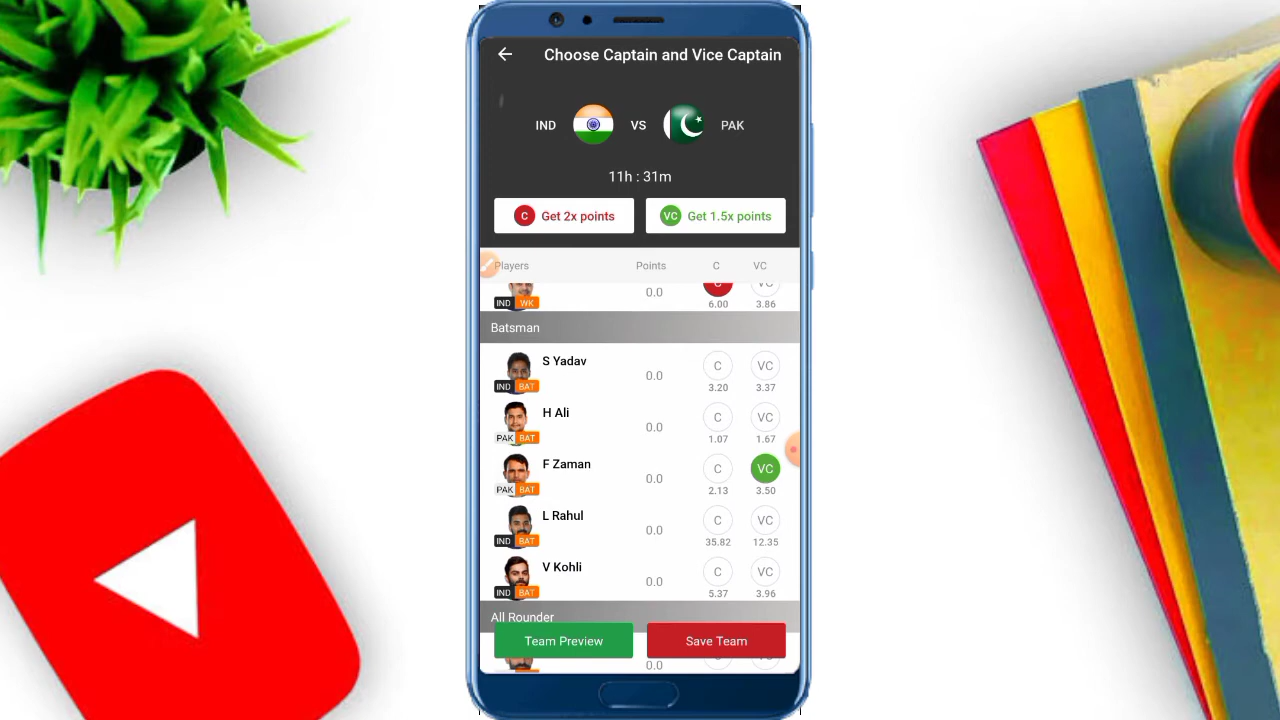 Choose Captain and Vice Captain
IND VS PAK
11h : 31m
C Get 2x points VC Get 1.5x points
Players Points C VC
0.0 C VC
IND WK 6.00 3.86
Batsman
S Yadav
0.0 C VC
IND BAT 3.20 3.37
H Ali
0.0 C VC
PAK BAT 1.07 1.67
F Zaman
0.0 C VC
PAK BAT 2.13 3.50
L Rahul
0.0 C VC
IND BAT 35.82 12.35
V Kohli
0.0 C VC
IND BAT 5.37 3.96
All Rounder
Team Preview Save Team
0.0